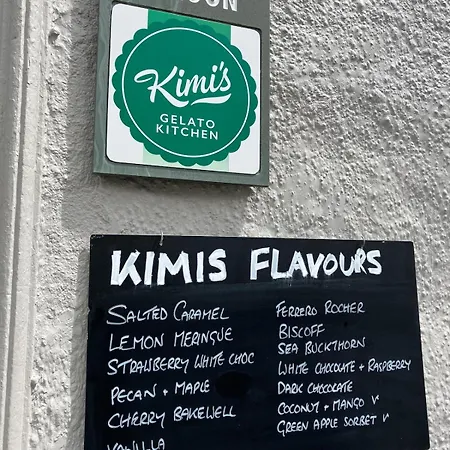 Kimi's
GELATO
KITCHEN
KIMIS FLAVOURS
SALTED CARAMEL
LEMON MERINGUE
STRAWBERRY WHITE CHOC
PECAN + MAPLE
CHERRY BAKEWELL
VANILLA
FERRERO ROCHER
BISCOFF
SEA BUCKTHORN
WHITE CHOCOLATE + RASPBERRY
DARK CHOCOLATE
COCONUT + MANGO V
GREEN APPLE SORBET V